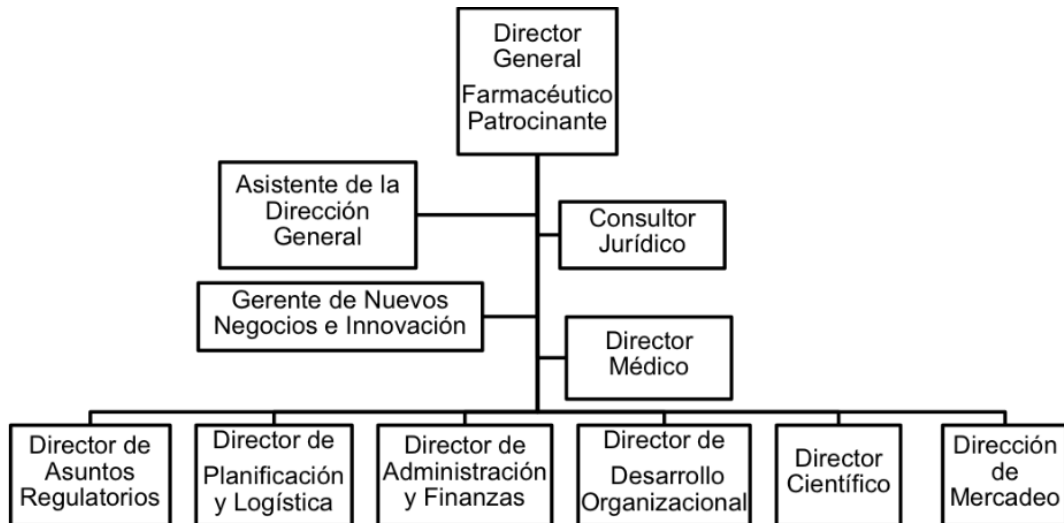 Director
General
Farmacéutico
Patrocinante
Asistente de la
Dirección
General
Consultor
Jurídico
Gerente de Nuevos
Negocios e Innovación
Director
Médico
Director de
Asuntos
Regulatorios
Director de
Planificación
y Logística
Director de
Administración
y Finanzas
Director de
Desarrollo
Organizacional
Director
Científico
Dirección
de
Mercadeo